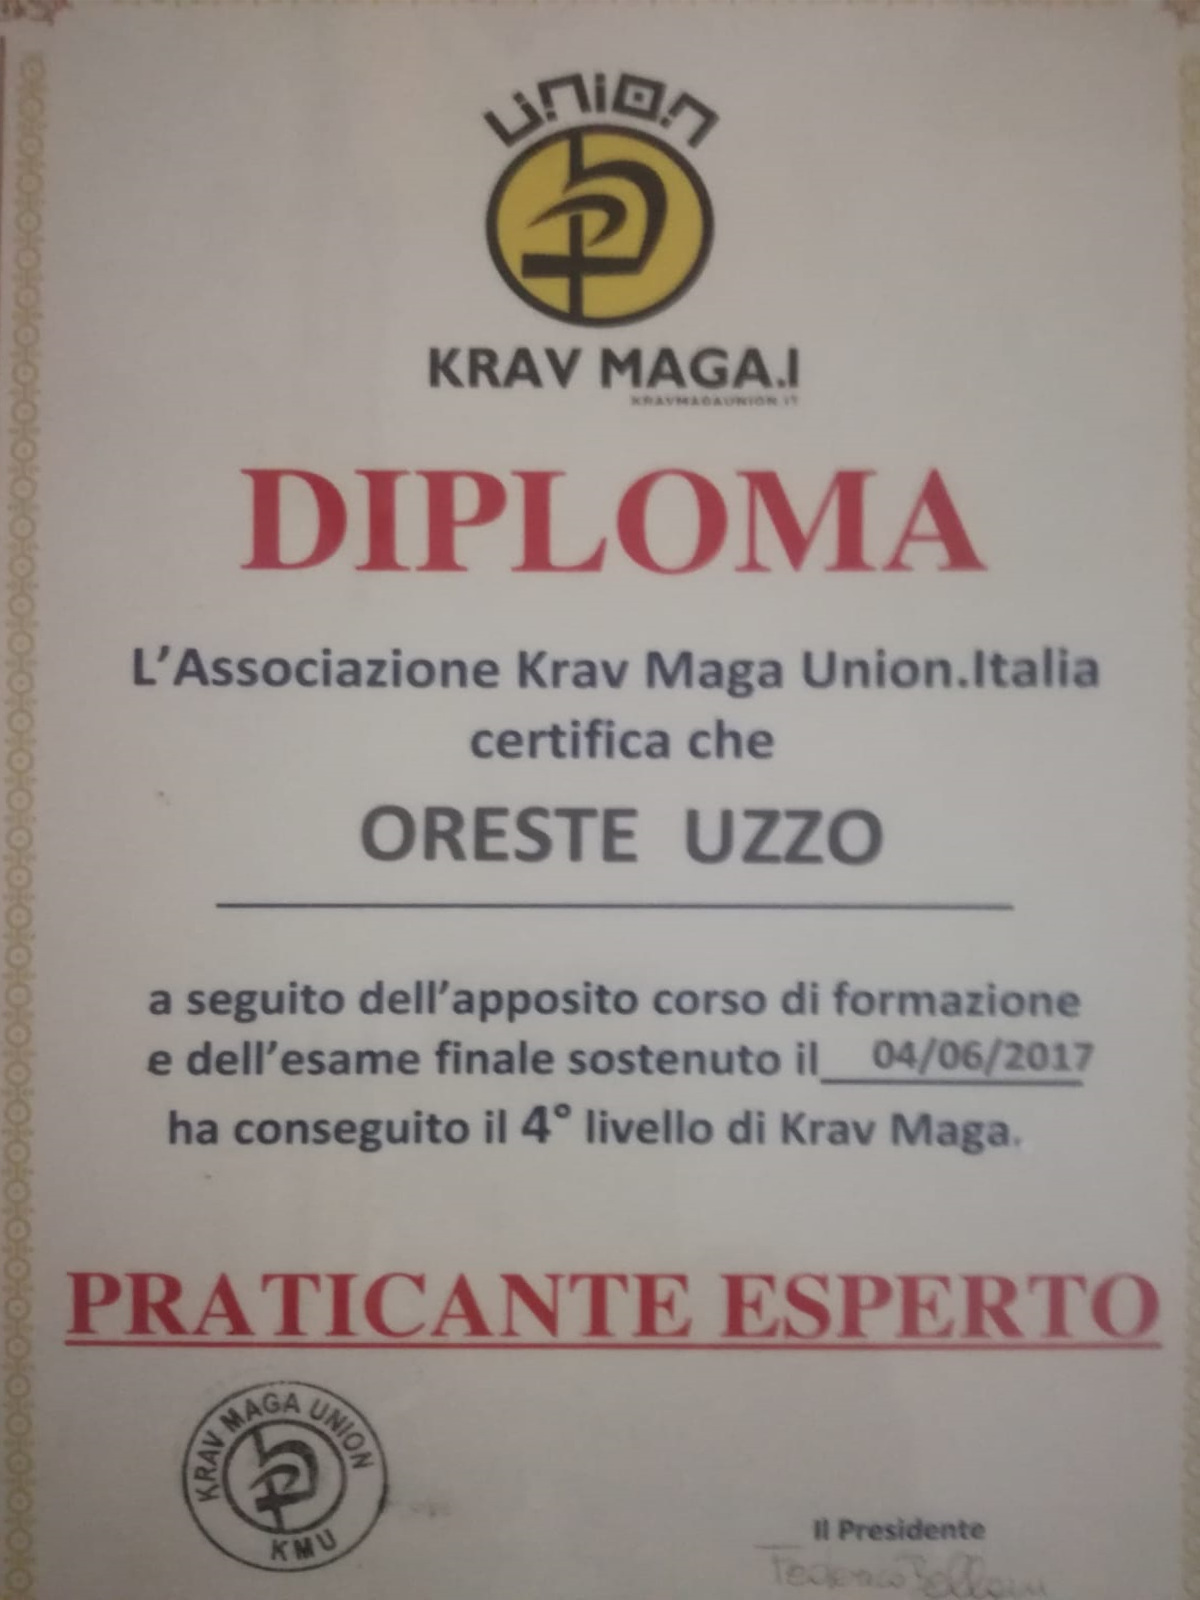 UNION
KRAV MAGA.I
KRAVMAGAUNION.IT
DIPLOMA
L’Associazione Krav Maga Union.Italia
certifica che
ORESTE UZZO
a seguito dell’apposito corso di formazione
e dell’esame finale sostenuto il 04/06/2017
ha conseguito il 4° livello di Krav Maga.
PRATICANTE ESPERTO
KRAV MAGA UNION
KMU
Il Presidente
Federico